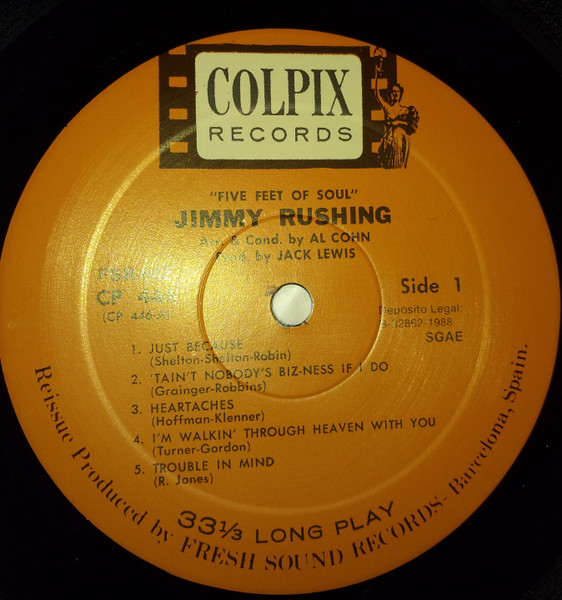 COLPIX
RECORDS
"FIVE FEET OF SOUL"
JIMMY RUSHING
Arr. & Cond. by AL COHN
Prod. by JACK LEWIS
CP 446
(CP 446-A)
Side 1
Depósito Legal:
B-32862-1988
SGAE
1. JUST BECAUSE
(Shelton-Shelton-Robin)
2. 'TAIN'T NOBODY'S BIZ-NESS IF I DO
(Grainger-Robbins)
3. HEARTACHES
(Hoffman-Klenner)
4. I'M WALKIN' THROUGH HEAVEN WITH YOU
(Turner-Gordon)
5. TROUBLE IN MIND
(R. Jones)
33⅓ LONG PLAY
Reissue Produced by FRESH SOUND RECORDS- Barcelona, Spain.